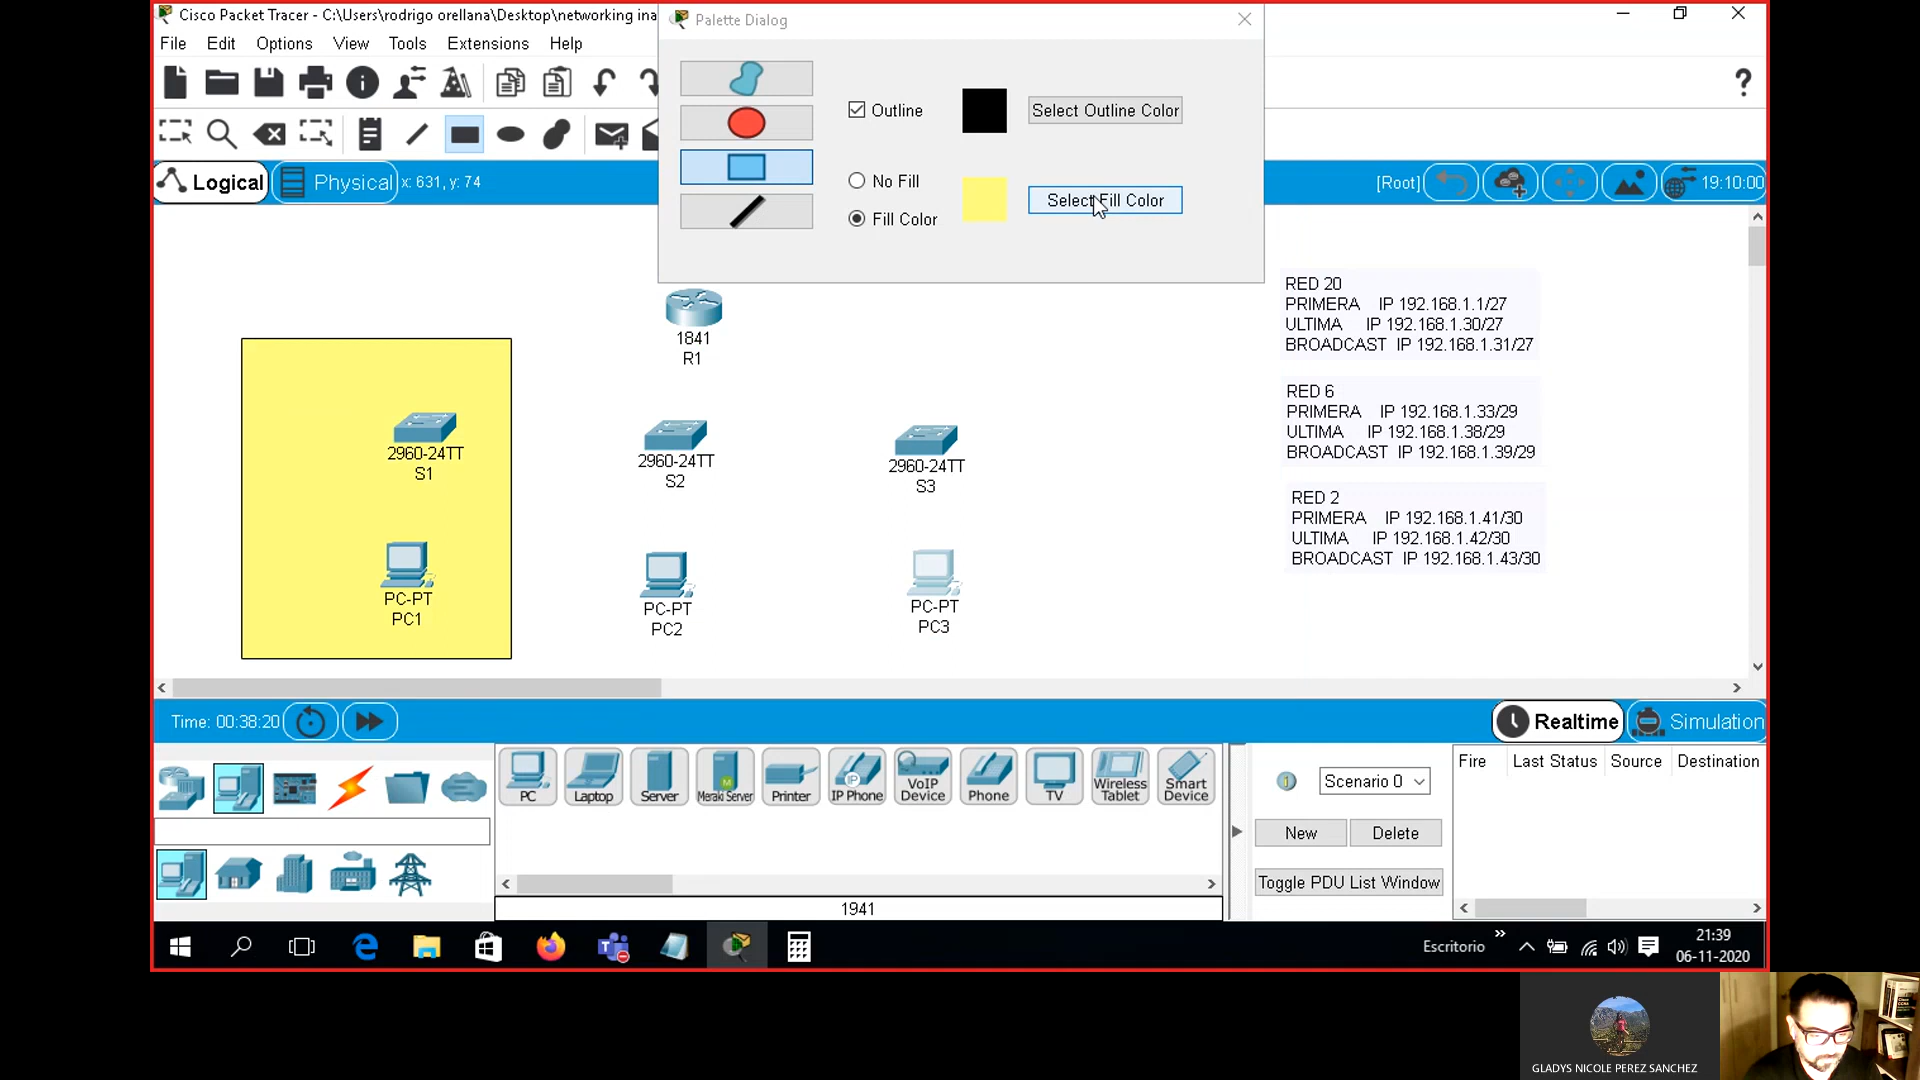 Cisco Packet Tracer - C:\Users\rodrigo orellana\Desktop\networking ina
Palette Dialog
File Edit Options View Tools Extensions Help
Outline
Select Outline Color
No Fill
Fill Color
Select Fill Color
Logical
Physical
x: 631, y: 74
[Root]
19:10:00
1841
R1
2960-24TT
S1
2960-24TT
S2
2960-24TT
S3
PC-PT
PC1
PC-PT
PC2
PC-PT
PC3
RED 20
PRIMERA IP 192.168.1.1/27
ULTIMA IP 192.168.1.30/27
BROADCAST IP 192.168.1.31/27
RED 6
PRIMERA IP 192.168.1.33/29
ULTIMA IP 192.168.1.38/29
BROADCAST IP 192.168.1.39/29
RED 2
PRIMERA IP 192.168.1.41/30
ULTIMA IP 192.168.1.42/30
BROADCAST IP 192.168.1.43/30
Time: 00:38:20
Realtime
Simulation
PC
Laptop
Server
Meraki Server
Printer
IP Phone
IP
VoIP
Device
Phone
TV
Wireless
Tablet
Smart
Device
1941
Scenario 0
New
Delete
Toggle PDU List Window
Fire Last Status Source Destination
Escritorio
21:39
06-11-2020
GLADYS NICOLE PEREZ SANCHEZ